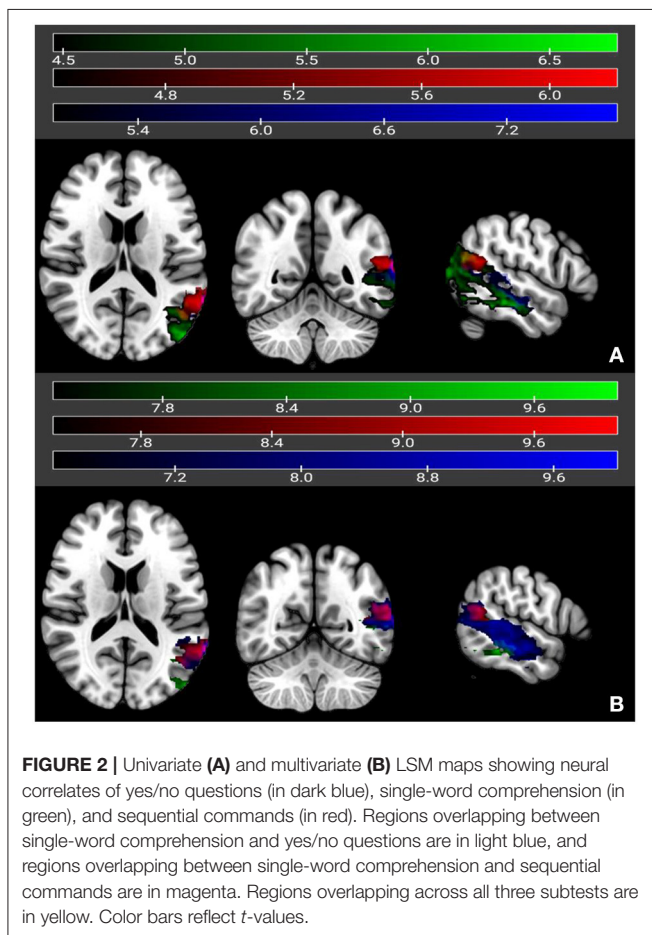 4.5 5.0 5.5 6.0 6.5
4.8 5.2 5.6 6.0
5.4 6.0 6.6 7.2
A
7.8 8.4 9.0 9.6
7.8 8.4 9.0 9.6
7.2 8.0 8.8 9.6
B
FIGURE 2 | Univariate (A) and multivariate (B) LSM maps showing neural
correlates of yes/no questions (in dark blue), single-word comprehension (in
green), and sequential commands (in red). Regions overlapping between
single-word comprehension and yes/no questions are in light blue, and
regions overlapping between single-word comprehension and sequential
commands are in magenta. Regions overlapping across all three subtests are
in yellow. Color bars reflect t-values.